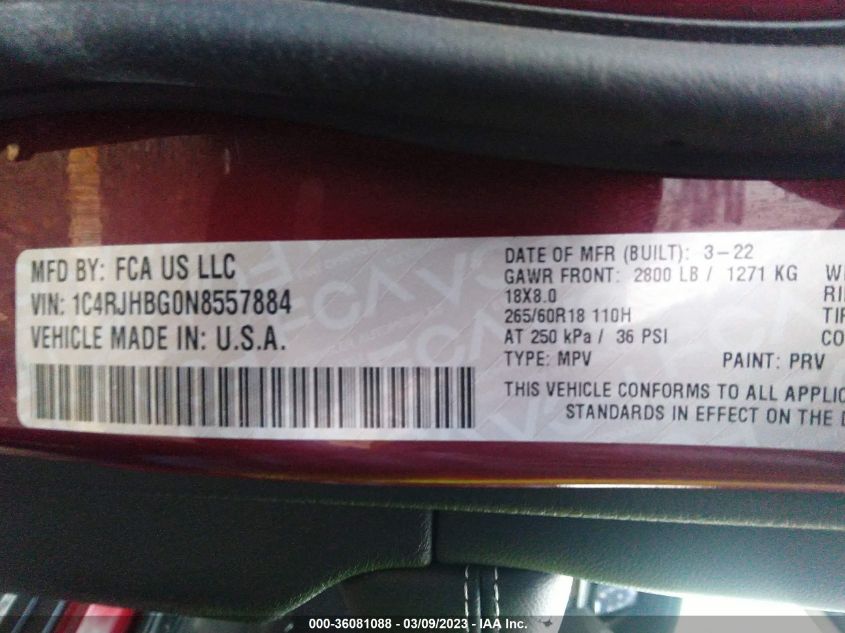 MFD BY: FCA US LLC
VIN: 1C4RJHBG0N8557884
VEHICLE MADE IN: U.S.A.
DATE OF MFR (BUILT): 3-22
GAWR FRONT: 2800 LB / 1271 KG
18X8.0
265/60R18 110H
AT 250 kPa / 36 PSI
TYPE: MPV PAINT: PRV
THIS VEHICLE CONFORMS TO ALL APPLIC
STANDARDS IN EFFECT ON THE D
000-36081088 - 03/09/2023 - IAA Inc.